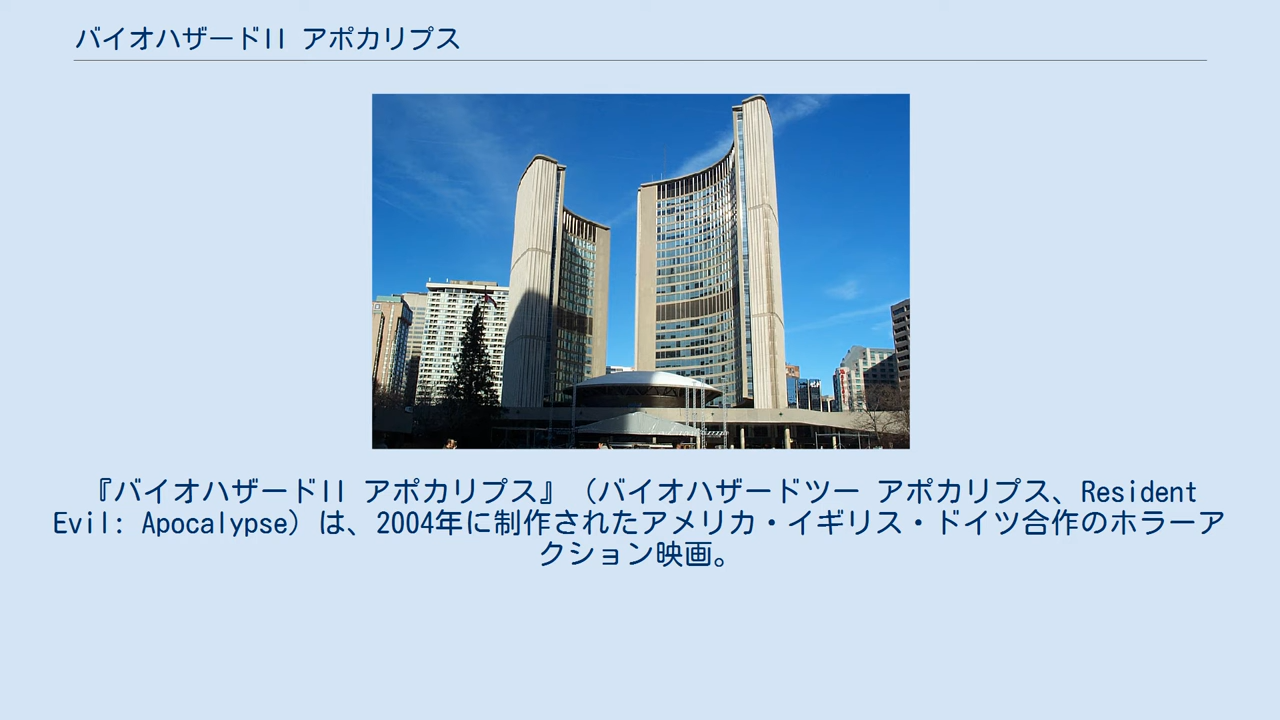 バイオハザードII アポカリプス
『バイオハザードII アポカリプス』（バイオハザードツー アポカリプス、Resident
Evil: Apocalypse）は、2004年に制作されたアメリカ・イギリス・ドイツ合作のホラーア
クション映画。